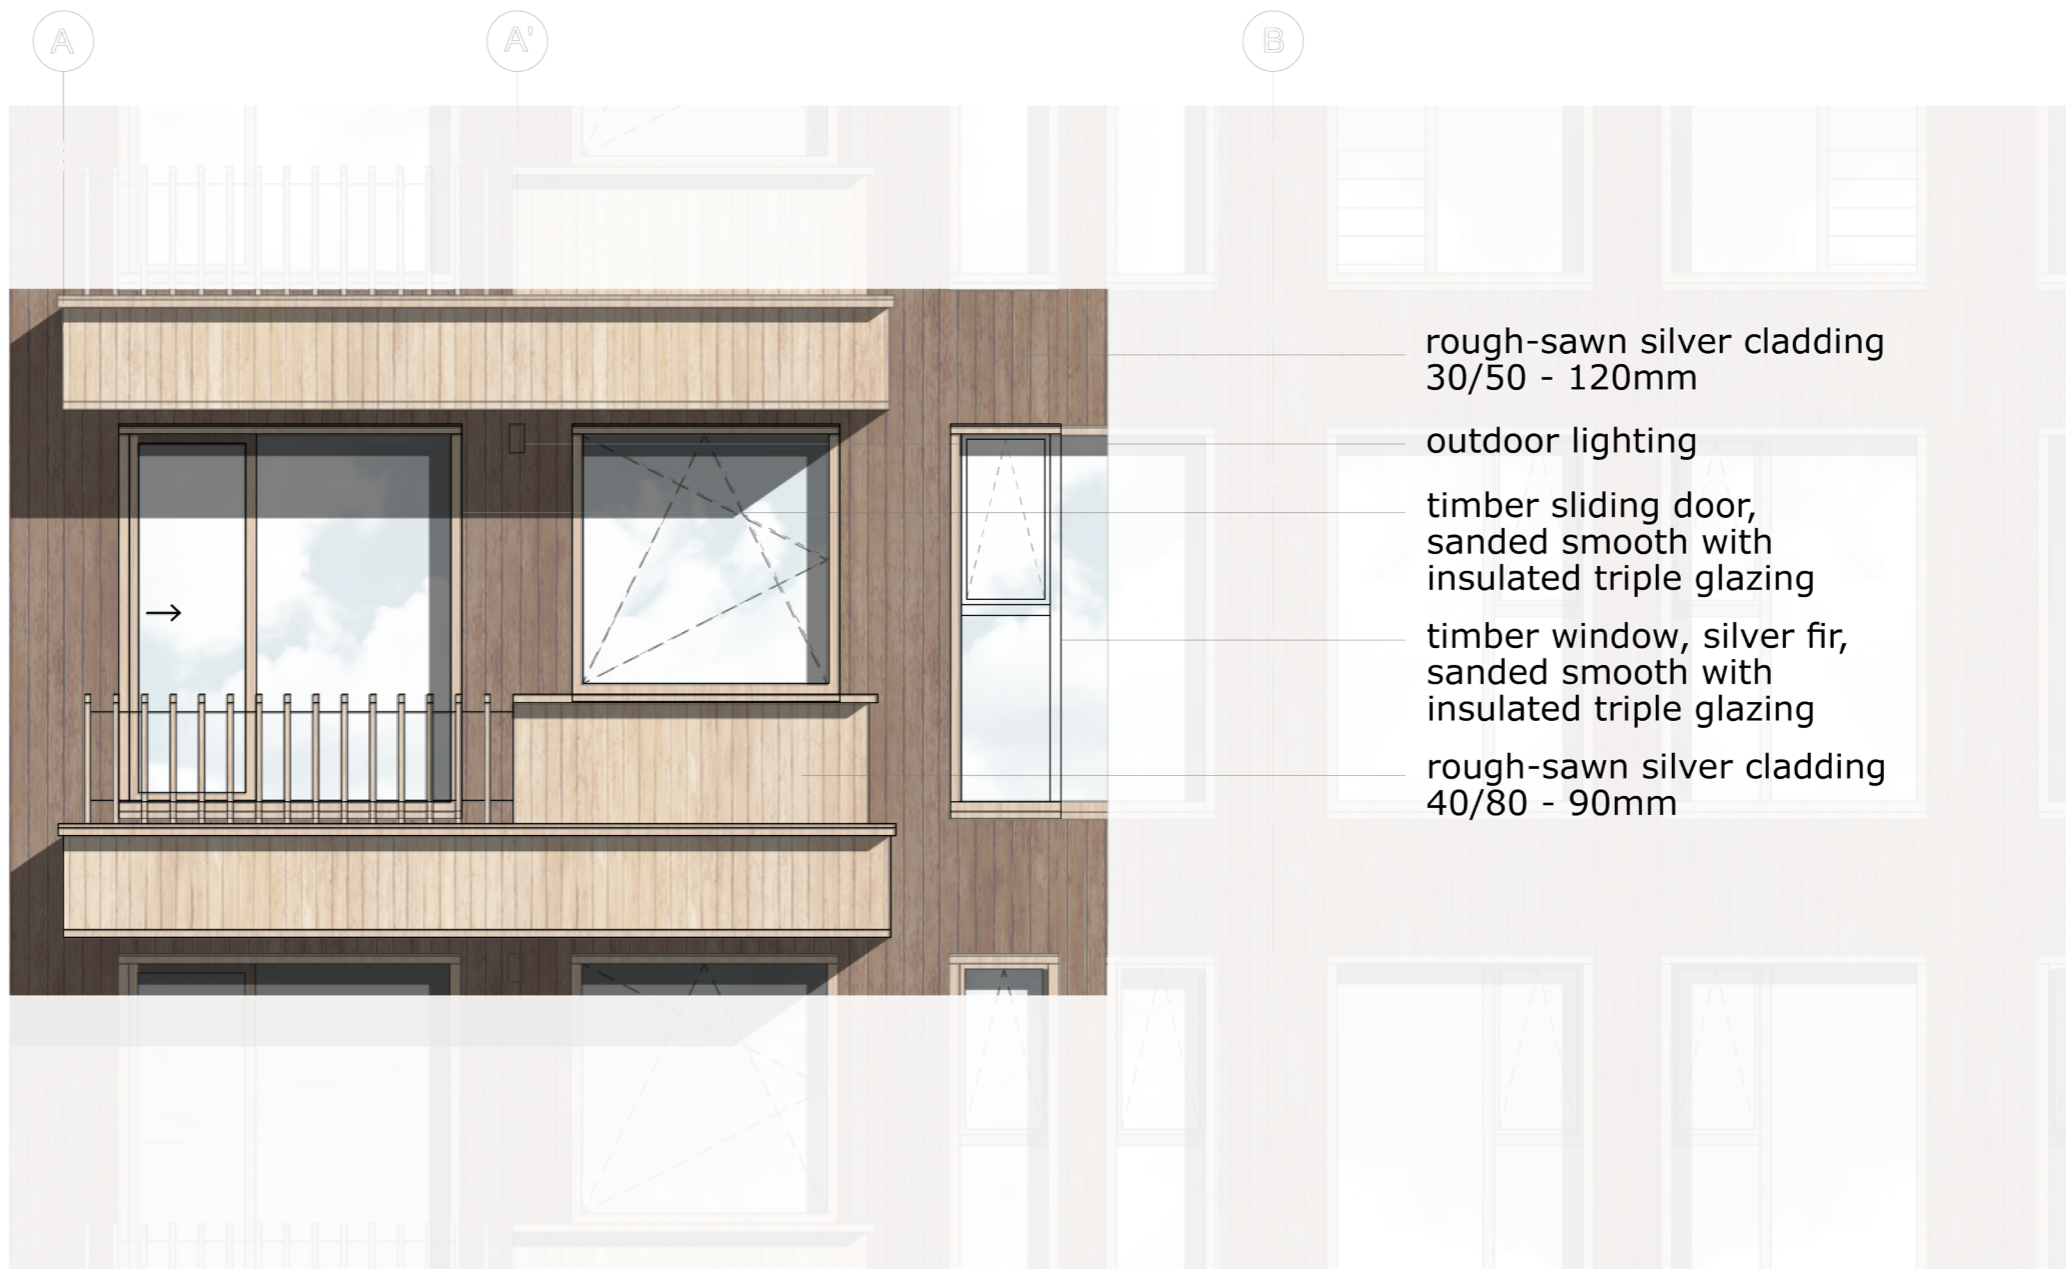 A
A'
B
rough-sawn silver cladding
30/50 - 120mm
outdoor lighting
timber sliding door,
sanded smooth with
insulated triple glazing
timber window, silver fir,
sanded smooth with
insulated triple glazing
rough-sawn silver cladding
40/80 - 90mm